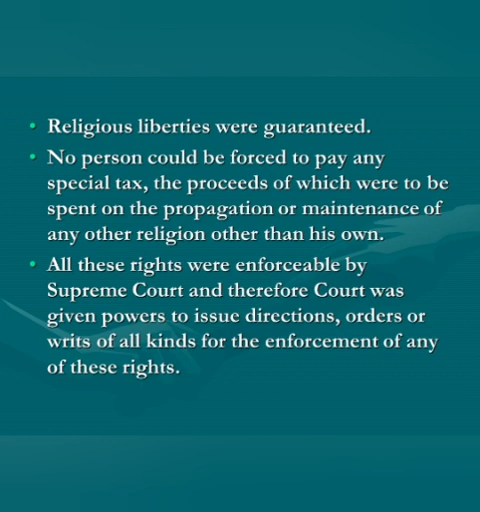 • Religious liberties were guaranteed.
• No person could be forced to pay any
special tax, the proceeds of which were to be
spent on the propagation or maintenance of
any other religion other than his own.
• All these rights were enforceable by
Supreme Court and therefore Court was
given powers to issue directions, orders or
writs of all kinds for the enforcement of any
of these rights.